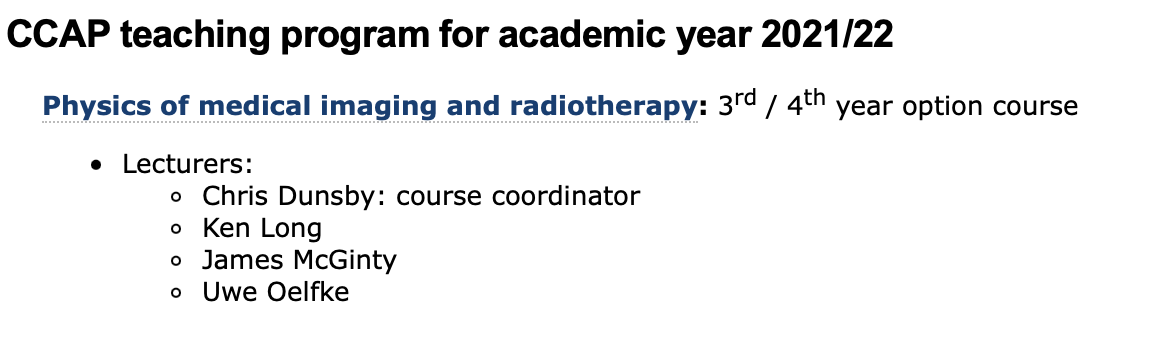 CCAP teaching program for academic year 2021/22
Physics of medical imaging and radiotherapy: 3rd / 4th year option course
• Lecturers:
◦ Chris Dunsby: course coordinator
◦ Ken Long
◦ James McGinty
◦ Uwe Oelfke